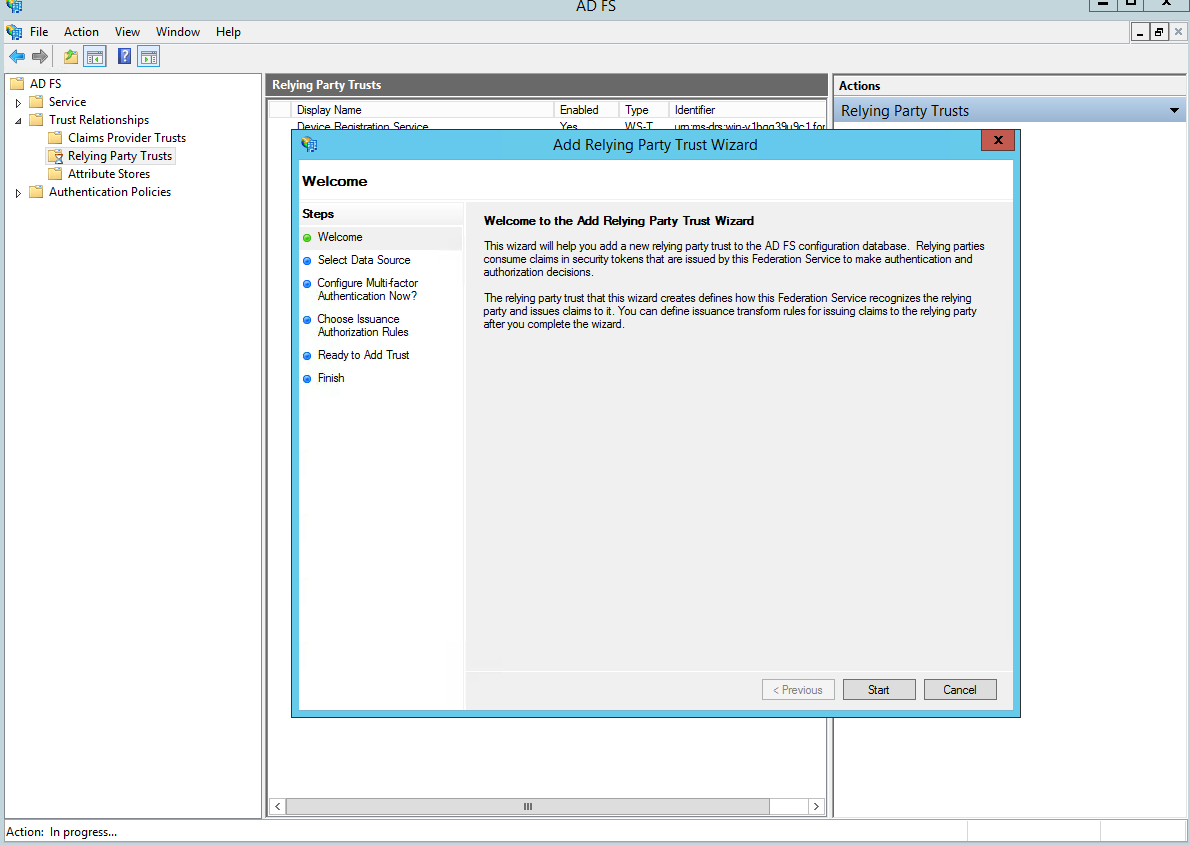 AD FS
File Action View Window Help
AD FS
Service
Trust Relationships
Claims Provider Trusts
Relying Party Trusts
Attribute Stores
Authentication Policies
Relying Party Trusts
Display Name Enabled Type Identifier
Device Registration Service Yes WS-T
Actions
Relying Party Trusts
Add Relying Party Trust Wizard
Welcome
Steps
Welcome
Select Data Source
Configure Multi-factor
Authentication Now?
Choose Issuance
Authorization Rules
Ready to Add Trust
Finish
Welcome to the Add Relying Party Trust Wizard
This wizard will help you add a new relying party trust to the AD FS configuration database. Relying parties
consume claims in security tokens that are issued by this Federation Service to make authentication and
authorization decisions.
The relying party trust that this wizard creates defines how this Federation Service recognizes the relying
party and issues claims to it. You can define issuance transform rules for issuing claims to the relying party
after you complete the wizard.
< Previous Start Cancel
Action: In progress...